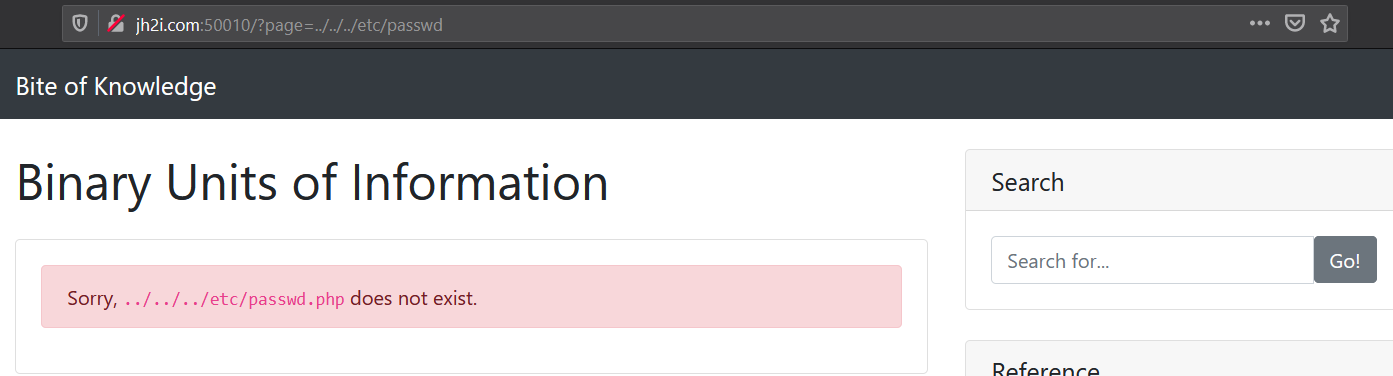 jh2i.com:50010/?page=../../../etc/passwd
Bite of Knowledge
Binary Units of Information
Sorry, ../../../etc/passwd.php does not exist.
Search
Search for...
Go!
Reference